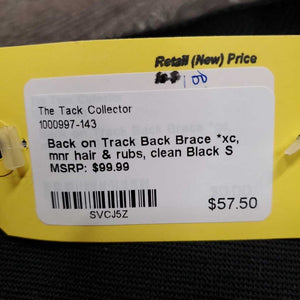 Retail (New) Price
The Tack Collector
1000997-143
Back on Track Back Brace *xc,
mnr hair & rubs, clean Black S
MSRP: $99.99
SVCJ5Z
$57.50